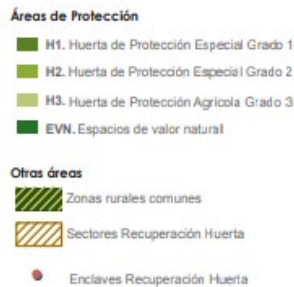 Áreas de Protección
H1. Huerta de Protección Especial Grado 1
H2. Huerta de Protección Especial Grado 2
H3. Huerta de Protección Agrícola Grado 3
EVN. Espacios de valor natural
Otras áreas
Zonas rurales comunes
Sectores Recuperación Huerta
Enclaves Recuperación Huerta